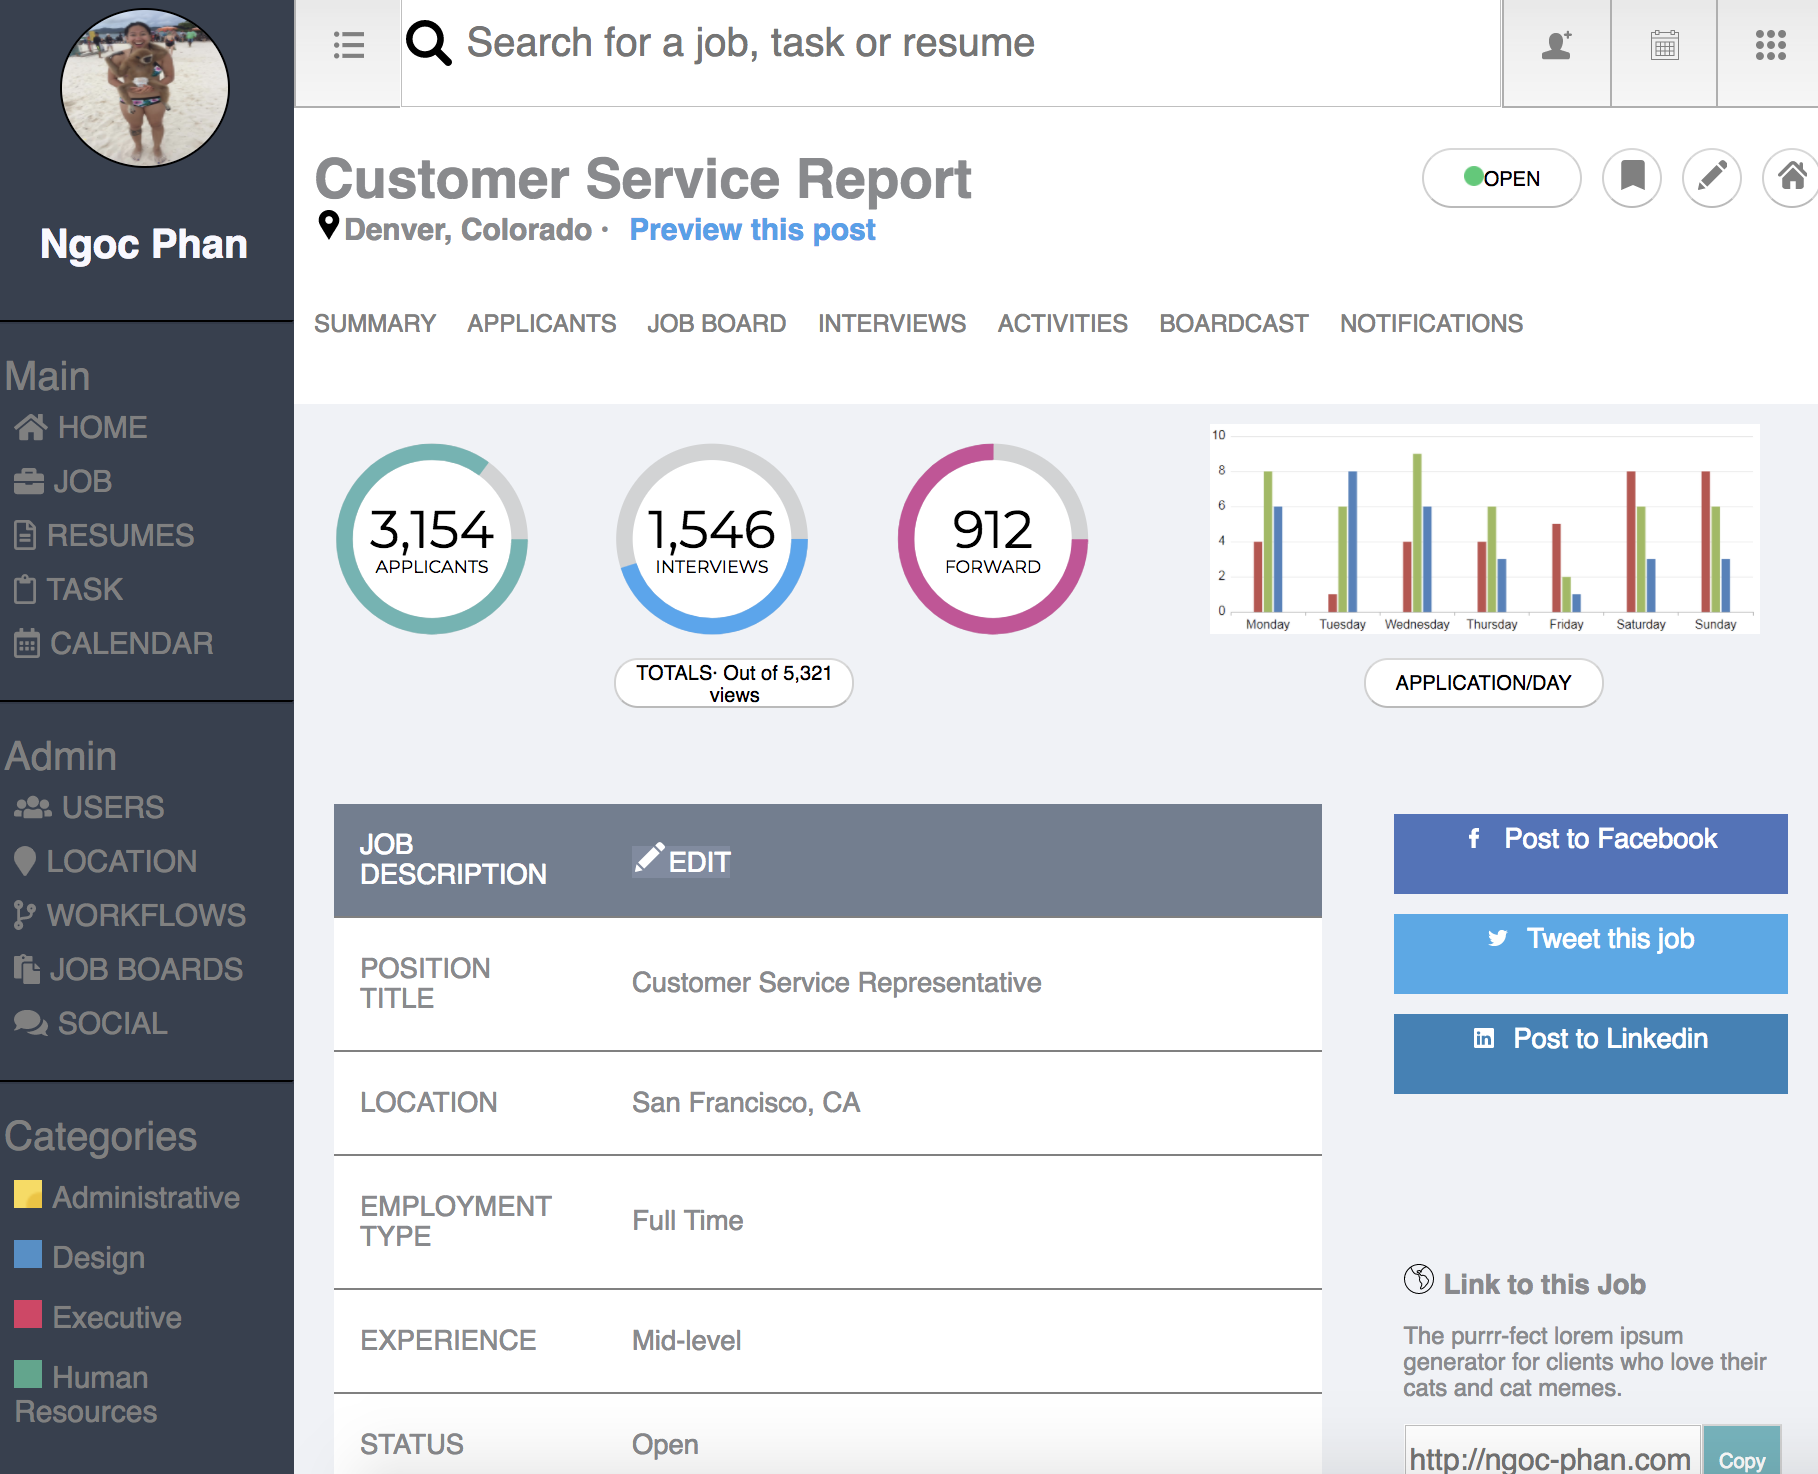 Search for a job, task or resume
Ngoc Phan
Main
HOME
JOB
RESUMES
TASK
CALENDAR
Admin
USERS
LOCATION
WORKFLOWS
JOB BOARDS
SOCIAL
Categories
Administrative
Design
Executive
Human
Resources
Customer Service Report
Denver, Colorado · Preview this post
OPEN
SUMMARY APPLICANTS JOB BOARD INTERVIEWS ACTIVITIES BOARDCAST NOTIFICATIONS
3,154
APPLICANTS
1,546
INTERVIEWS
912
FORWARD
TOTALS· Out of 5,321
views
10
8
6
4
2
0
Monday Tuesday Wednesday Thursday Friday Saturday Sunday
APPLICATION/DAY
JOB
DESCRIPTION
EDIT
POSITION
TITLE
Customer Service Representative
LOCATION
San Francisco, CA
EMPLOYMENT
TYPE
Full Time
EXPERIENCE
Mid-level
STATUS
Open
Post to Facebook
Tweet this job
Post to Linkedin
Link to this Job
The purrr-fect lorem ipsum
generator for clients who love their
cats and cat memes.
http://ngoc-phan.com
Copy